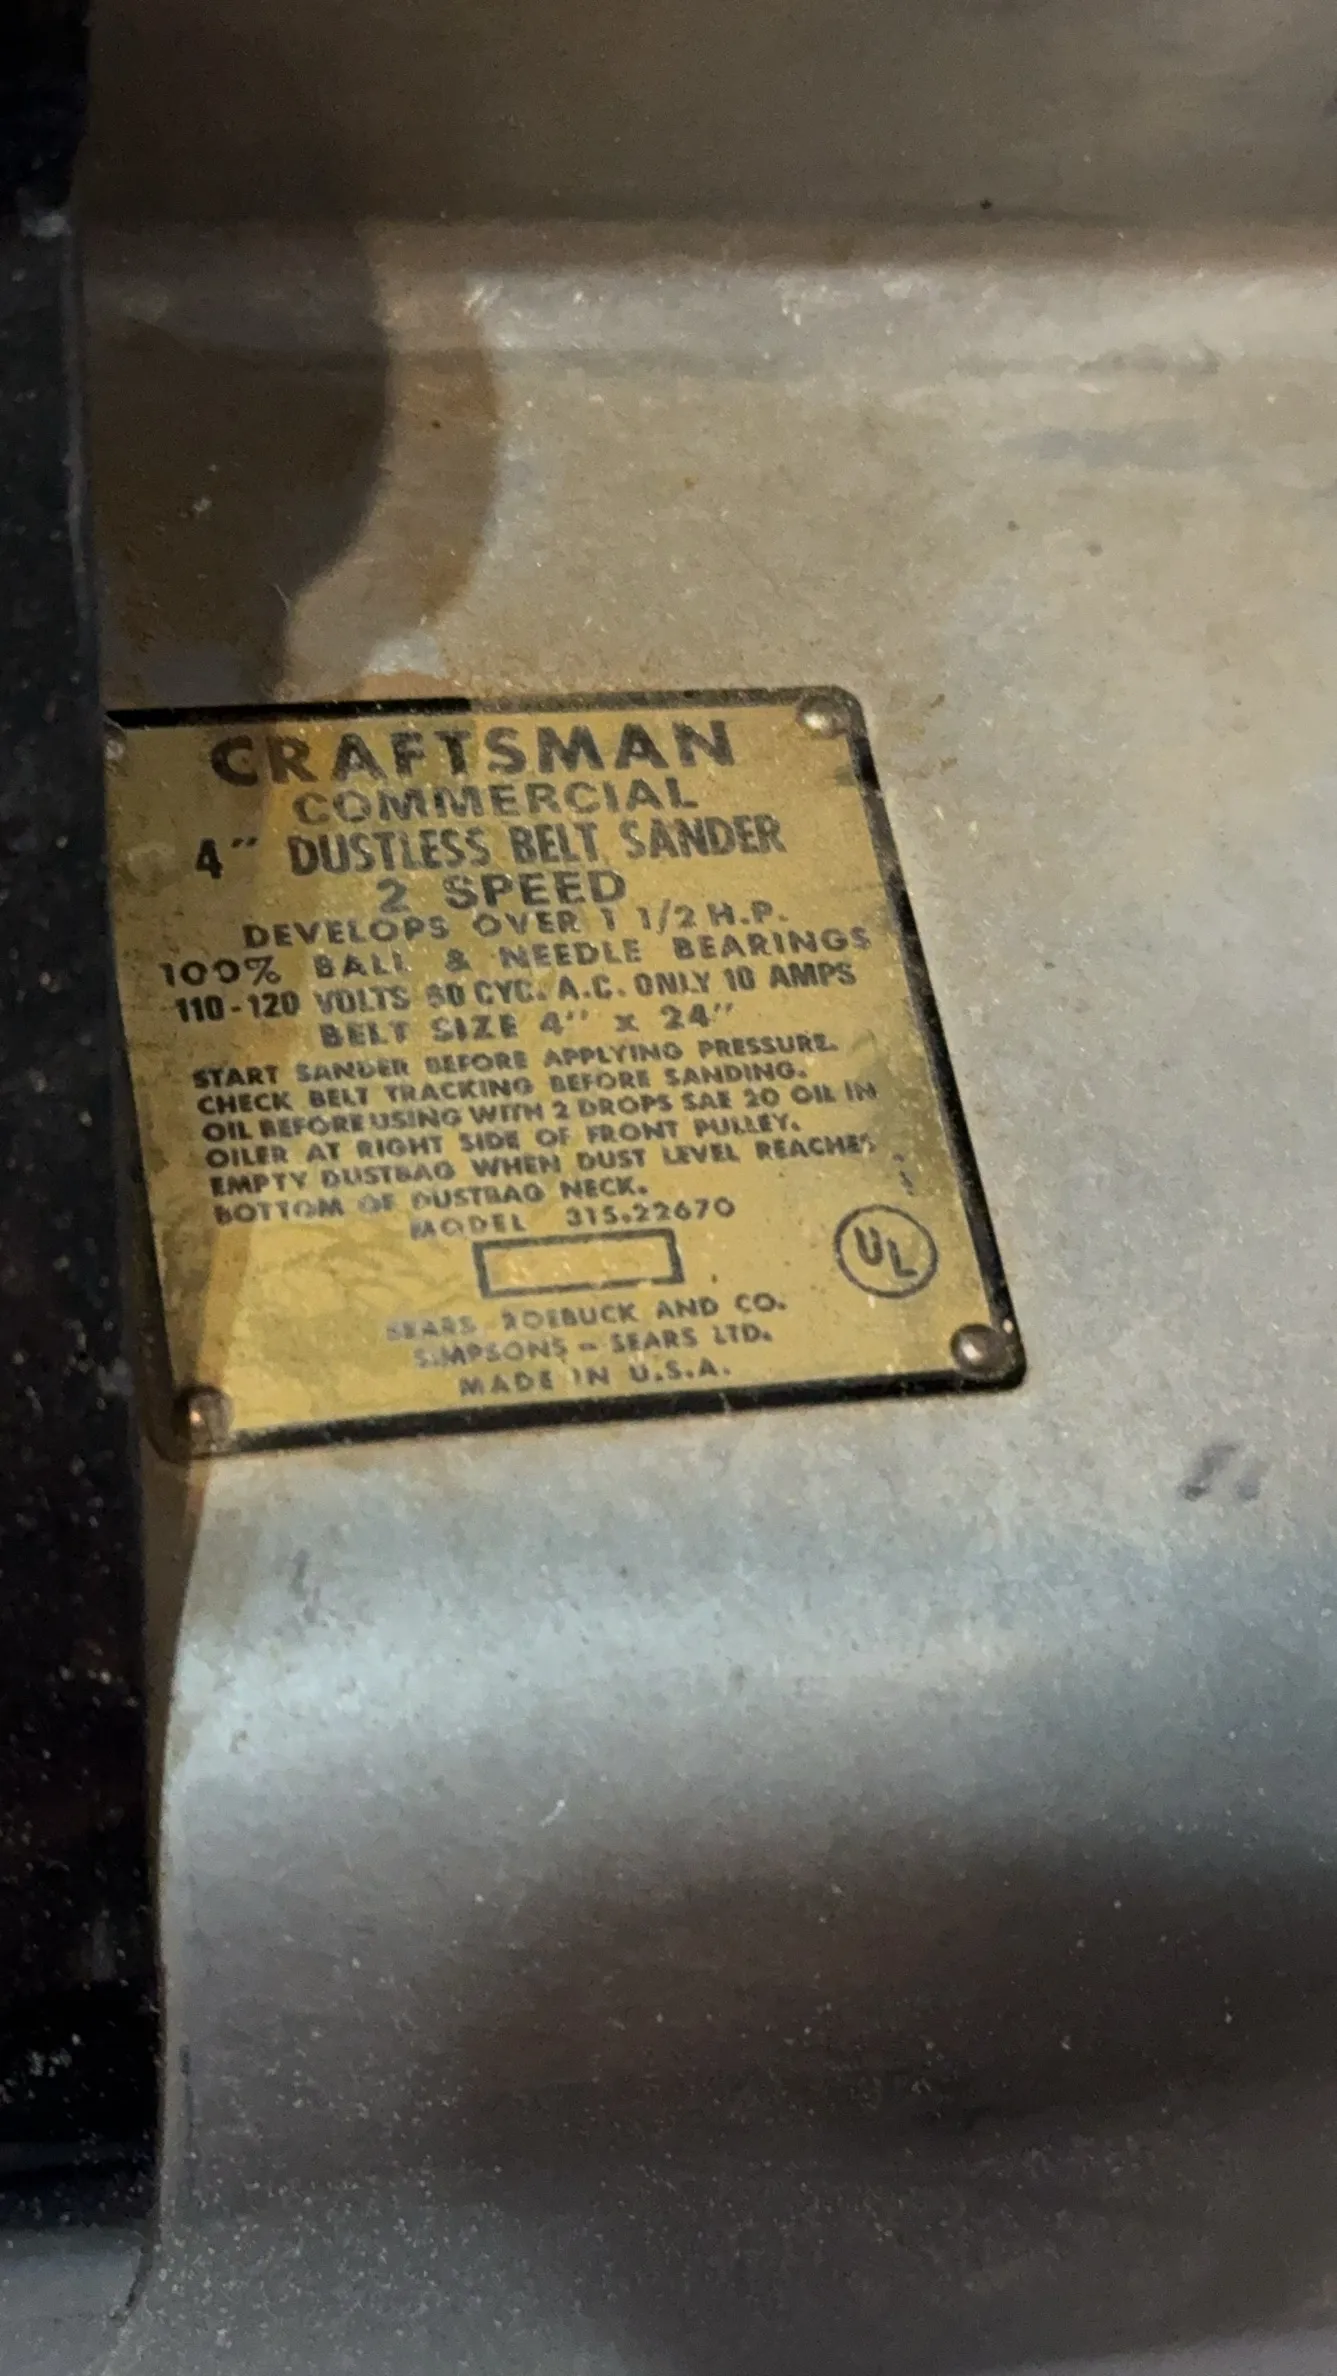 CRAFTSMAN
COMMERCIAL
4" DUSTLESS BELT SANDER
2 SPEED
DEVELOPS OVER 1 1/2 H.P.
100% BALL & NEEDLE BEARINGS
110-120 VOLTS 60 CYC. A.C. ONLY 10 AMPS
BELT SIZE 4" x 24"
START SANDER BEFORE APPLYING PRESSURE.
CHECK BELT TRACKING BEFORE SANDING.
OIL BEFORE USING WITH 2 DROPS SAE 20 OIL IN
OILER AT RIGHT SIDE OF FRONT PULLEY.
EMPTY DUSTBAG WHEN DUST LEVEL REACHES
BOTTOM OF DUSTBAG NECK.
MODEL 315.22670
UL
SEARS, ROEBUCK AND CO.
SIMPSONS - SEARS LTD.
MADE IN U.S.A.